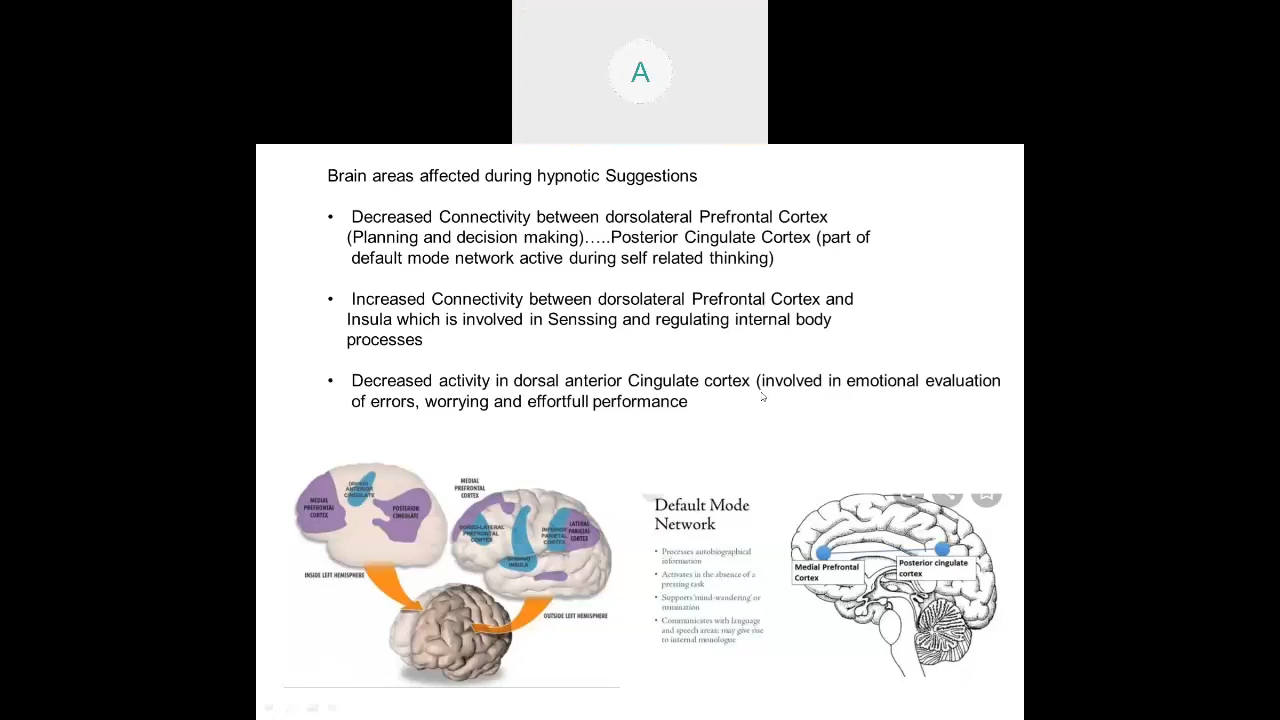 A
Brain areas affected during hypnotic Suggestions
• Decreased Connectivity between dorsolateral Prefrontal Cortex
(Planning and decision making)…..Posterior Cingulate Cortex (part of
default mode network active during self related thinking)
• Increased Connectivity between dorsolateral Prefrontal Cortex and
Insula which is involved in Senssing and regulating internal body
processes
• Decreased activity in dorsal anterior Cingulate cortex (involved in emotional evaluation
of errors, worrying and effortfull performance
MEDIAL
PREFRONTAL
CORTEX
ANTERIOR
CINGULATE
POSTERIOR
CINGULATE
INSIDE LEFT HEMISPHERE
MEDIAL
PREFRONTAL
CORTEX
DORSO-LATERAL
PREFRONTAL
CORTEX
INFERIOR
PARIETAL
CORTEX
LATERAL
PARIETAL
CORTEX
INSULA
OUTSIDE LEFT HEMISPHERE
Default Mode
Network
• Processes autobiographical
information
• Activates in the absence of a
pressing task
• Supports 'mind-wandering' or
rumination
• Communicates with language
and speech areas; may give rise
to internal monologue
Medial Prefrontal
Cortex
Posterior cingulate
cortex